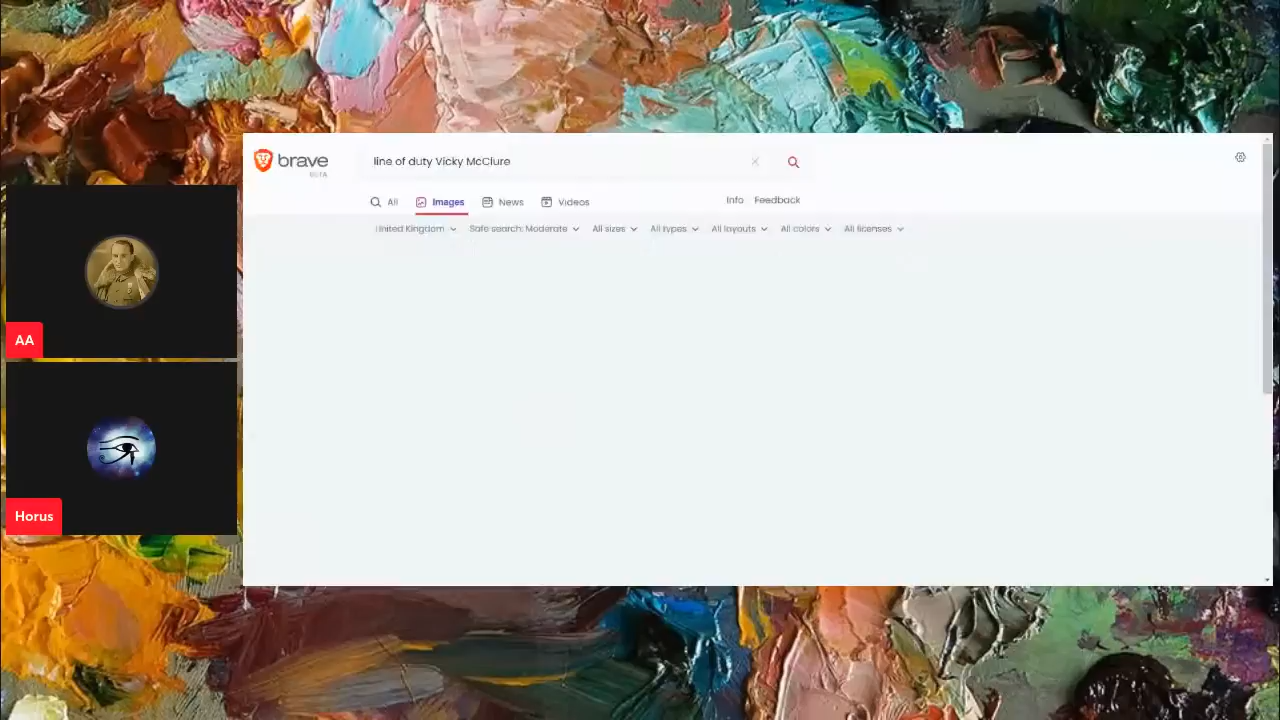 brave
BETA
line of duty Vicky McClure
All
Images
News
Videos
Info
Feedback
United Kingdom
Safe search: Moderate
All sizes
All types
All layouts
All colors
All licenses
AA
Horus